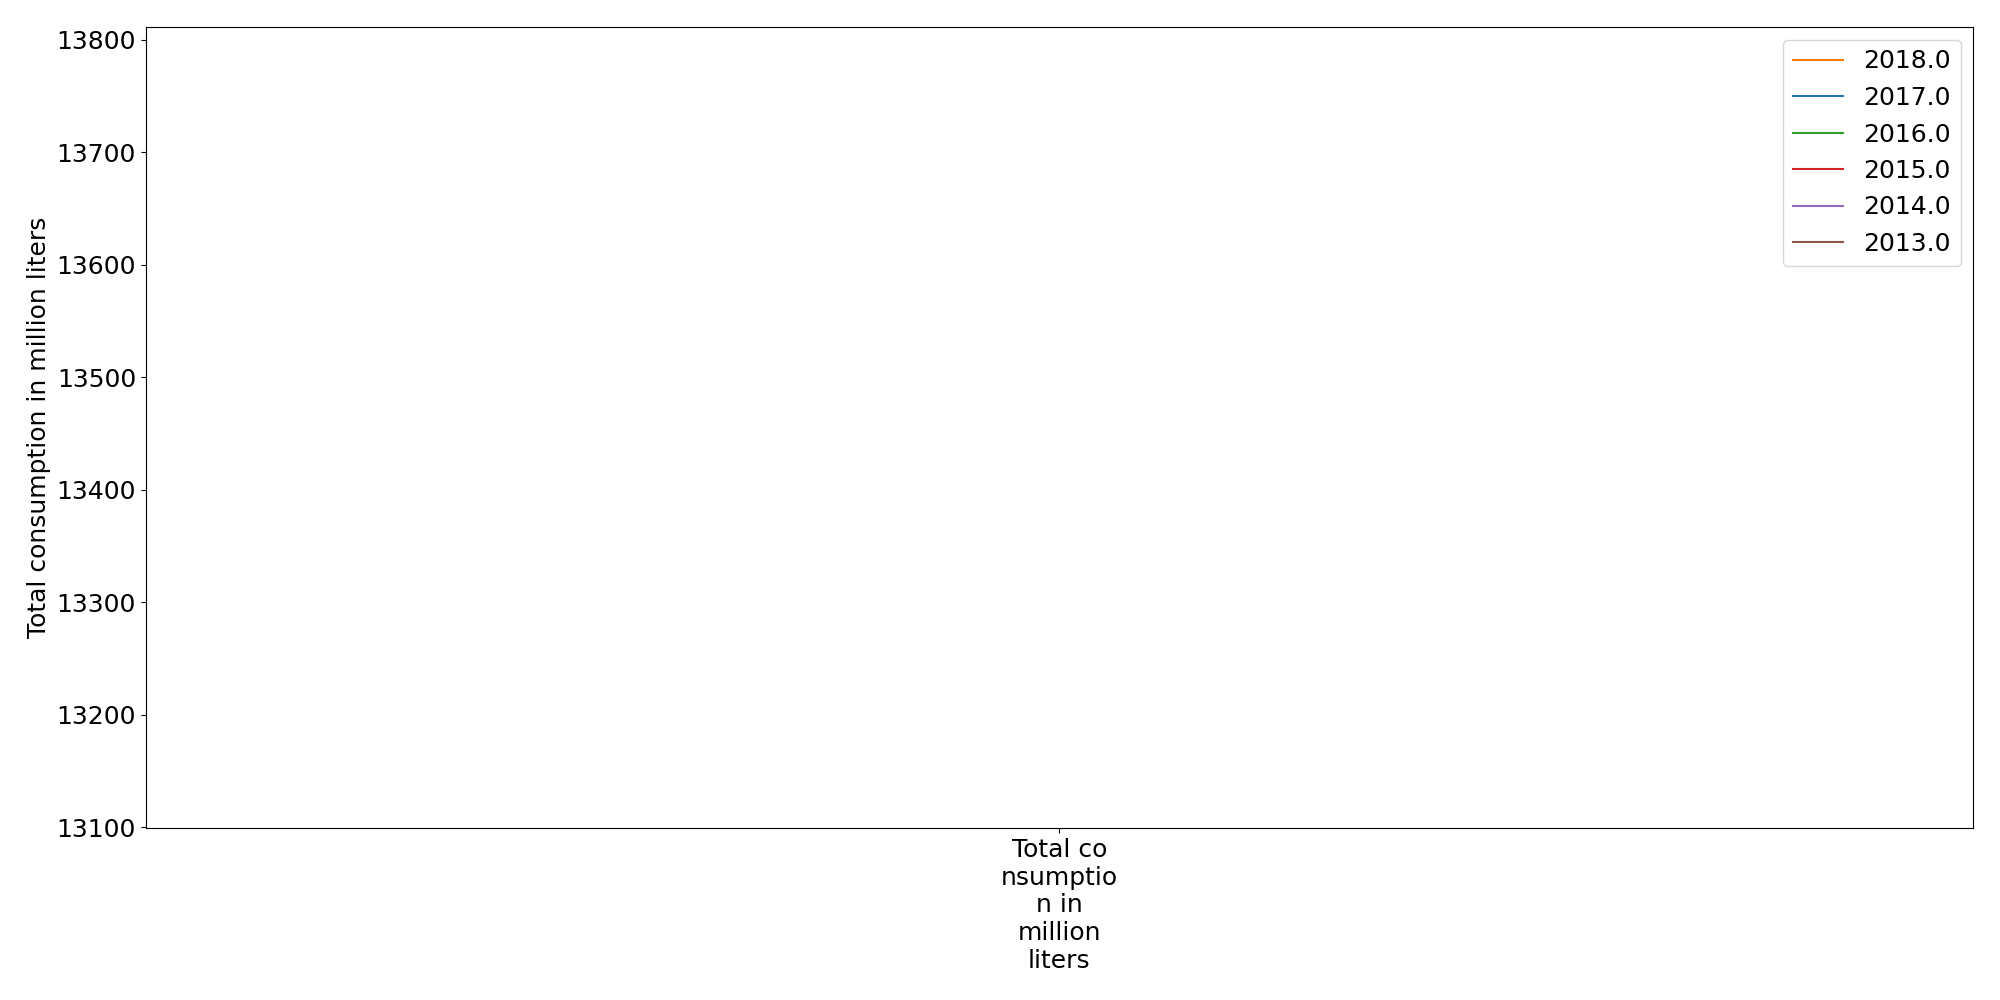 13800
13700
13600
13500
13400
13300
13200
13100
Total consumption in million liters
2018.0
2017.0
2016.0
2015.0
2014.0
2013.0
Total co
nsumptio
n in
million
liters